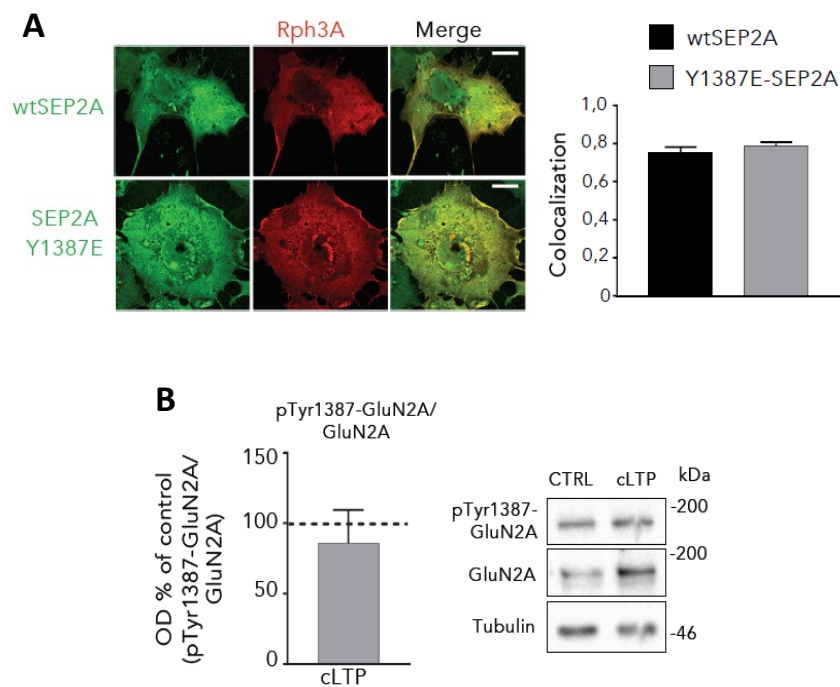 A
Rph3A
Merge
wtSEP2A
SEP2A
Y1387E
wtSEP2A
Y1387E-SEP2A
Colocalization
1,0
0,8
0,6
0,4
0,2
0
B
pTyr1387-GluN2A/
GluN2A
OD % of control
(pTyr1387-GluN2A/
GluN2A)
150
100
50
0
cLTP
CTRL cLTP kDa
pTyr1387-
GluN2A
-200
GluN2A
-200
Tubulin
-46